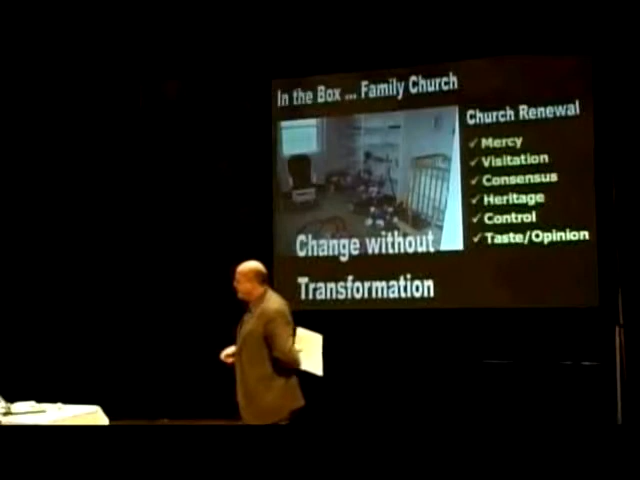 In the Box ... Family Church
Church Renewal
✓ Mercy
✓ Visitation
✓ Consensus
✓ Heritage
✓ Control
✓ Taste/Opinion
Change without
Transformation